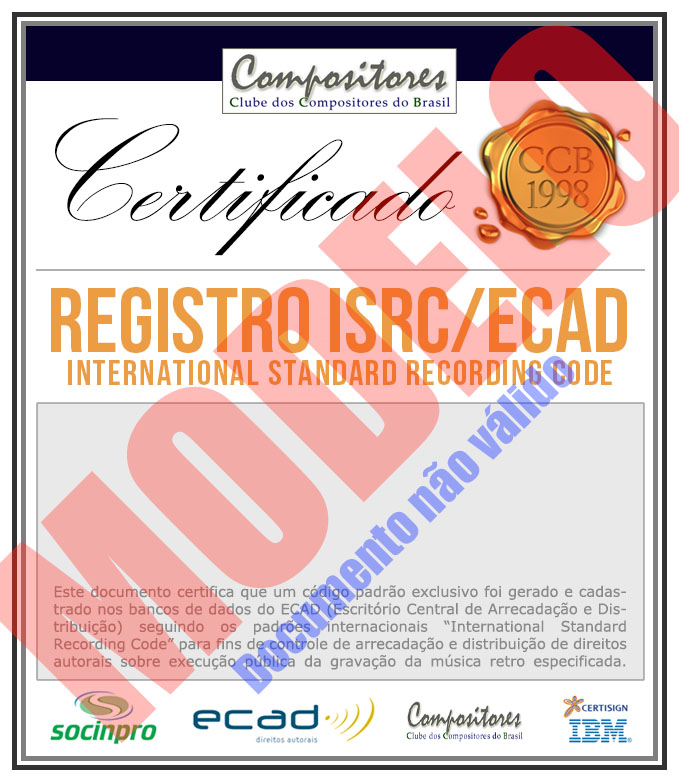 Compositores
Clube dos Compositores do Brasil
Certificado
CCB
1998
REGISTRO ISRC/ECAD
INTERNATIONAL STANDARD RECORDING CODE
MODELO
Documento não válido
Este documento certifica que um código padrão exclusivo foi gerado e cadas-
trado nos bancos de dados do ECAD (Escritório Central de Arrecadação e Dis-
tribuição) seguindo os padrões internacionais “International Standard
Recording Code” para fins de controle de arrecadação e distribuição de direitos
autorais sobre execução pública da gravação da música retro especificada.
socinpro
ecad
direitos autorais
Compositores
Clube dos Compositores do Brasil
CERTISIGN
IBM